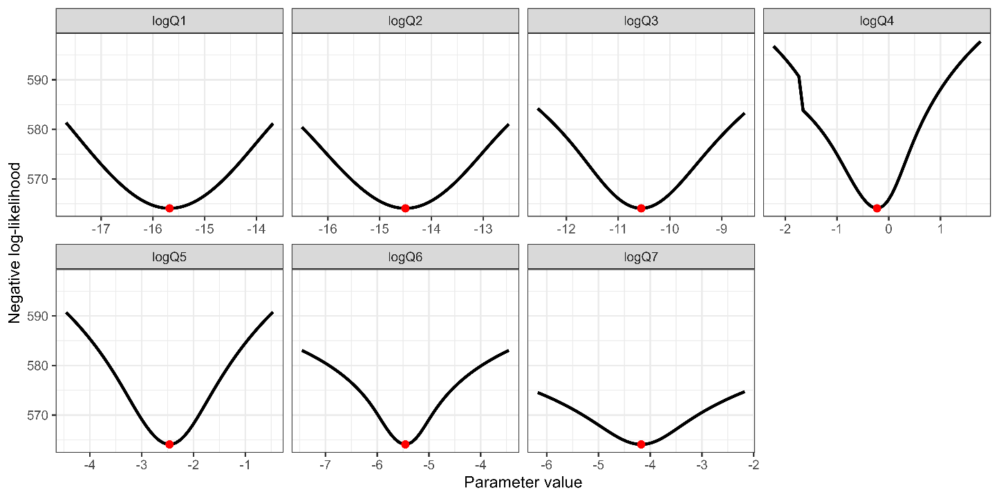 logQ1 logQ2 logQ3 logQ4
590
580
570
-17 -16 -15 -14 -16 -15 -14 -13 -12 -11 -10 -9 -2 -1 0 1
logQ5 logQ6 logQ7
590
580
570
-4 -3 -2 -1 -7 -6 -5 -4 -6 -5 -4 -3 -2
Parameter value
Negative log-likelihood